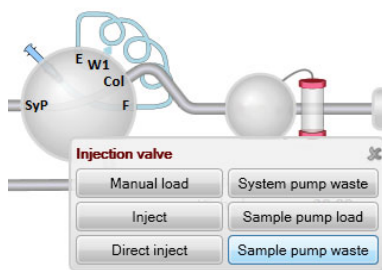 E
W1
Col
SyP
F
Injection valve
Manual load
System pump waste
Inject
Sample pump load
Direct inject
Sample pump waste